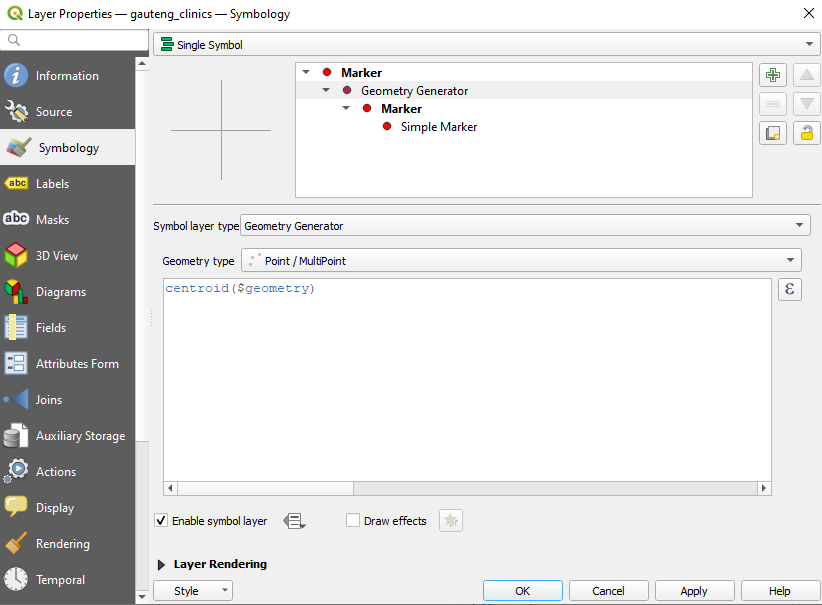 Layer Properties — gauteng_clinics — Symbology
Single Symbol
Information
Source
Symbology
abc Labels
abc Masks
3D View
Diagrams
Fields
Attributes Form
Joins
Auxiliary Storage
Actions
Display
Rendering
Temporal
Marker
Geometry Generator
Marker
Simple Marker
Symbol layer type Geometry Generator
Geometry type Point / MultiPoint
centroid($geometry)
ε
Enable symbol layer
Draw effects
Layer Rendering
Style
OK
Cancel
Apply
Help